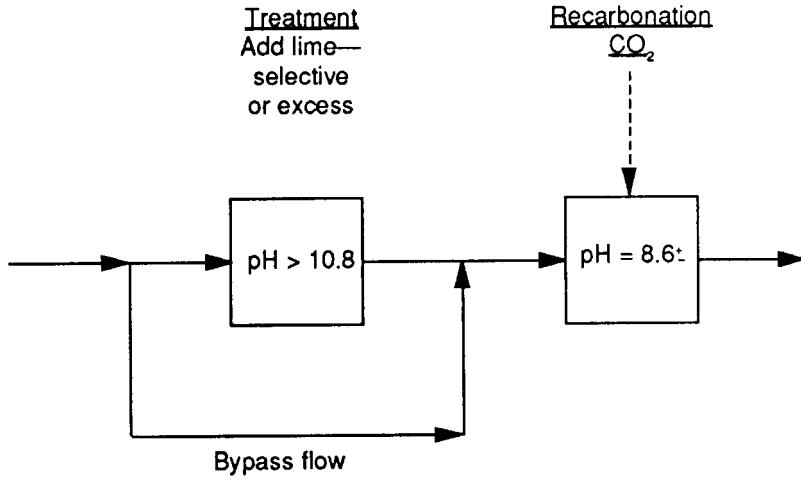 Treatment
Add lime—
selective
or excess
Recarbonation
CO₂
pH > 10.8
pH = 8.6±
Bypass flow